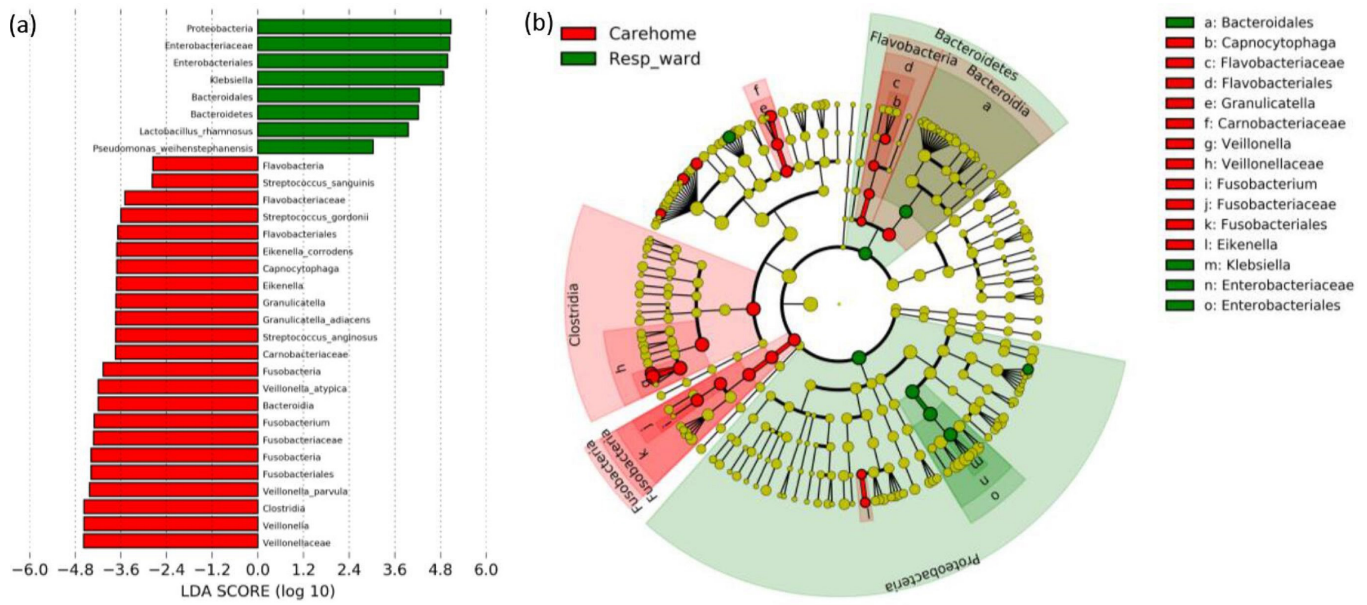 (a)
Proteobacteria
Enterobacteriaceae
Enterobacteriales
Klebsiella
Bacteroidales
Bacteroidetes
Lactobacillus_rhamnosus
Pseudomonas_weihenstephanensis
Flavobacteria
Streptococcus_sanguinis
Flavobacteriaceae
Streptococcus_gordonii
Flavobacteriales
Eikenella_corrodens
Capnocytophaga
Eikenella
Granulicatella
Granulicatella_adiacens
Streptococcus_anginosus
Carnobacteriaceae
Fusobacteria
Veillonella_atypica
Bacteroidia
Fusobacterium
Fusobacteriaceae
Fusobacteria
Fusobacteriales
Veillonella_parvula
Clostridia
Veillonella
Veillonellaceae
−6.0 −4.8 −3.6 −2.4 −1.2 0.0 1.2 2.4 3.6 4.8 6.0
LDA SCORE (log 10)
(b)
Carehome
Resp_ward
Bacteroidetes
Flavobacteria
Bacteroidia
d
c
b
a
f
e
Clostridia
h
g
Fusobacteria
Fusobacteria
k
j
i
l
m
n
o
Proteobacteria
a: Bacteroidales
b: Capnocytophaga
c: Flavobacteriaceae
d: Flavobacteriales
e: Granulicatella
f: Carnobacteriaceae
g: Veillonella
h: Veillonellaceae
i: Fusobacterium
j: Fusobacteriaceae
k: Fusobacteriales
l: Eikenella
m: Klebsiella
n: Enterobacteriaceae
o: Enterobacteriales